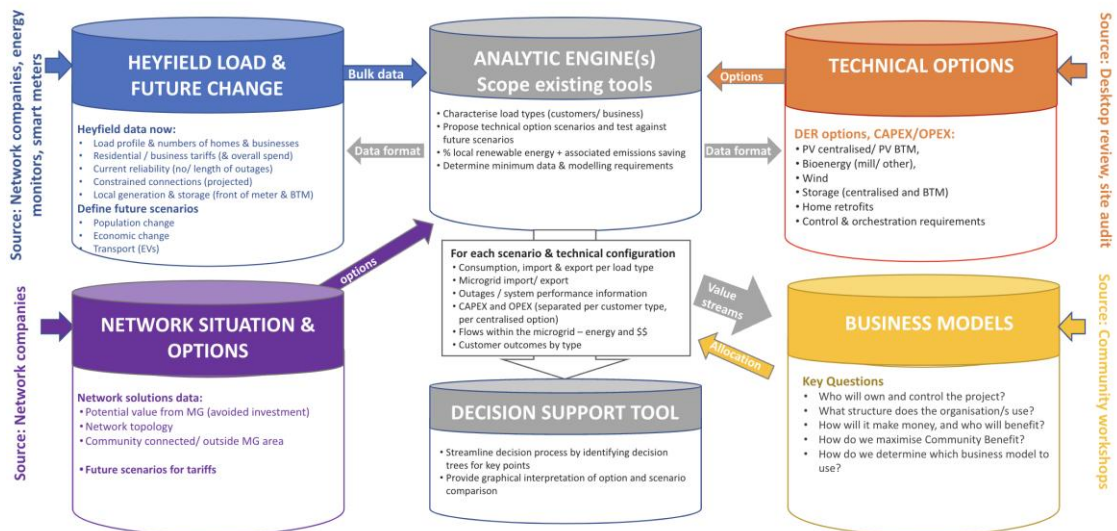 Source: Network companies, energy
monitors, smart meters
HEYFIELD LOAD &
FUTURE CHANGE
Heyfield data now:
• Load profile & numbers of homes & businesses
• Residential / business tariffs (& overall spend)
• Current reliability (no/ length of outages)
• Constrained connections (projected)
• Local generation & storage (front of meter & BTM)
Define future scenarios
• Population change
• Economic change
• Transport (EVs)
Bulk data
Data format
ANALYTIC ENGINE(s)
Scope existing tools
• Characterise load types (customers/ business)
• Propose technical option scenarios and test against
future scenarios
• % local renewable energy + associated emissions saving
• Determine minimum data & modelling requirements
Options
Data format
TECHNICAL OPTIONS
DER options, CAPEX/OPEX:
• PV centralised/ PV BTM,
• Bioenergy (mill/ other),
• Wind
• Storage (centralised and BTM)
• Home retrofits
• Control & orchestration requirements
Source: Desktop
review, site audit
Source: Network companies
NETWORK SITUATION &
OPTIONS
Network solutions data:
• Potential value from MG (avoided investment)
• Network topology
• Community connected/ outside MG area
• Future scenarios for tariffs
options
For each scenario & technical configuration
• Consumption, import & export per load type
• Microgrid import/ export
• Outages / system performance information
• CAPEX and OPEX (separated per customer type,
per centralised option)
• Flows within the microgrid – energy and $$
• Customer outcomes by type
Value
streams
Allocation
DECISION SUPPORT TOOL
• Streamline decision process by identifying decision
trees for key points
• Provide graphical interpretation of option and scenario
comparison
BUSINESS MODELS
Key Questions
• Who will own and control the project?
• What structure does the organisation/s use?
• How will it make money, and who will benefit?
• How do we maximise Community Benefit?
• How do we determine which business model to
use?
Source: Community
workshops